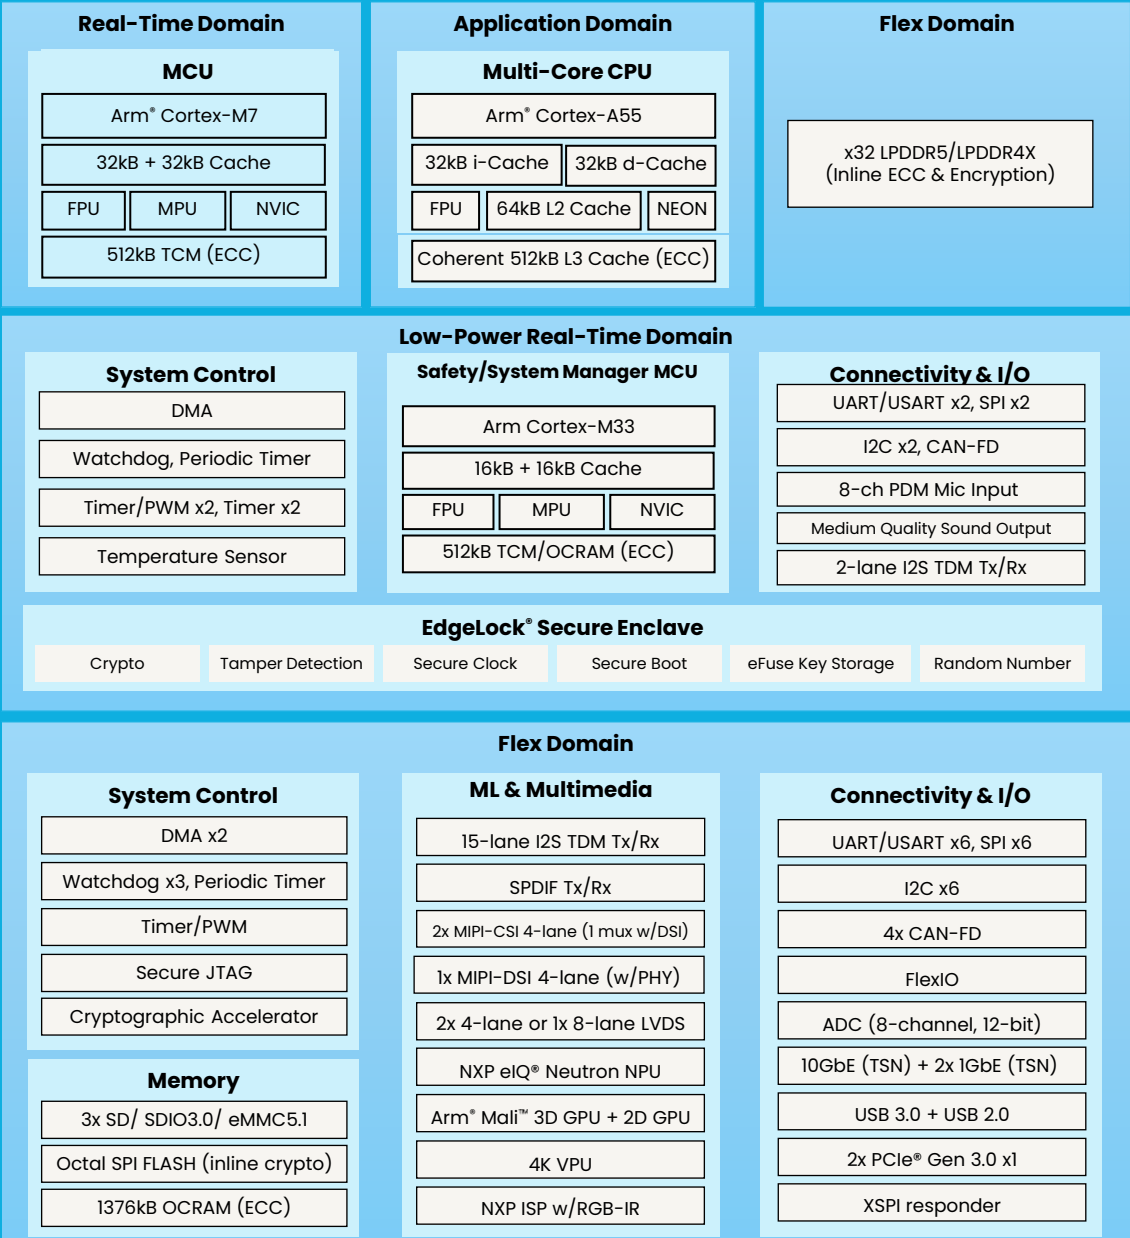 Real-Time Domain
MCU
Arm® Cortex-M7
32kB + 32kB Cache
FPU
MPU
NVIC
512kB TCM (ECC)
Application Domain
Multi-Core CPU
Arm® Cortex-A55
32kB i-Cache
32kB d-Cache
FPU
64kB L2 Cache
NEON
Coherent 512kB L3 Cache (ECC)
Flex Domain
x32 LPDDR5/LPDDR4X
(Inline ECC & Encryption)
Low-Power Real-Time Domain
System Control
DMA
Watchdog, Periodic Timer
Timer/PWM x2, Timer x2
Temperature Sensor
Safety/System Manager MCU
Arm Cortex-M33
16kB + 16kB Cache
FPU
MPU
NVIC
512kB TCM/OCRAM (ECC)
Connectivity & I/O
UART/USART x2, SPI x2
I2C x2, CAN-FD
8-ch PDM Mic Input
Medium Quality Sound Output
2-lane I2S TDM Tx/Rx
EdgeLock® Secure Enclave
Crypto
Tamper Detection
Secure Clock
Secure Boot
eFuse Key Storage
Random Number
Flex Domain
System Control
DMA x2
Watchdog x3, Periodic Timer
Timer/PWM
Secure JTAG
Cryptographic Accelerator
Memory
3x SD/ SDIO3.0/ eMMC5.1
Octal SPI FLASH (inline crypto)
1376kB OCRAM (ECC)
ML & Multimedia
15-lane I2S TDM Tx/Rx
SPDIF Tx/Rx
2x MIPI-CSI 4-lane (1 mux w/DSI)
1x MIPI-DSI 4-lane (w/PHY)
2x 4-lane or 1x 8-lane LVDS
NXP eIQ® Neutron NPU
Arm® Mali™ 3D GPU + 2D GPU
4K VPU
NXP ISP w/RGB-IR
Connectivity & I/O
UART/USART x6, SPI x6
I2C x6
4x CAN-FD
FlexIO
ADC (8-channel, 12-bit)
10GbE (TSN) + 2x 1GbE (TSN)
USB 3.0 + USB 2.0
2x PCIe® Gen 3.0 x1
XSPI responder